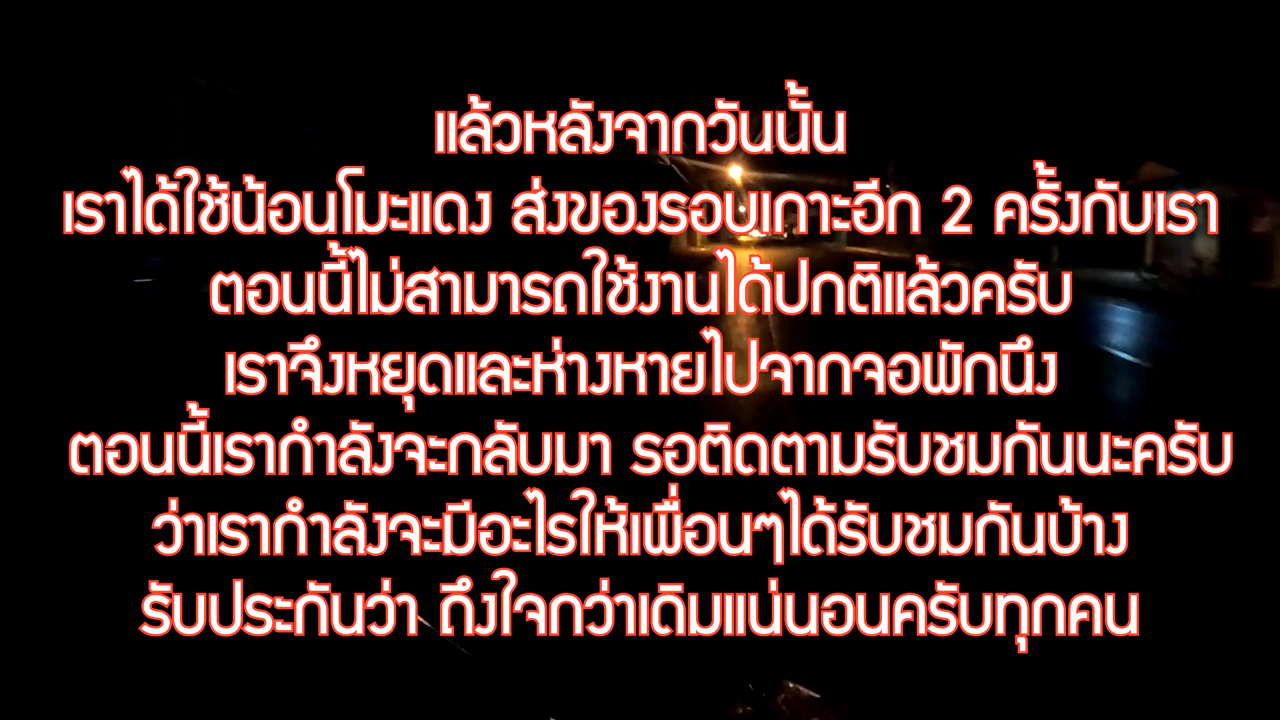 แล้วหลังจากวันนั้น
เราได้ใช้น้อนโมะแดง ส่งของรอบเกาะอีก 2 ครั้งกับเรา
ตอนนี้ไม่สามารถใช้งานได้ปกติแล้วครับ
เราจึงหยุดและห่างหายไปจากจอพักนึง
ตอนนี้เรากำลังจะกลับมา รอติดตามรับชมกันนะครับ
ว่าเรากำลังจะมีอะไรให้เพื่อนๆได้รับชมกันบ้าง
รับประกันว่า ถึงใจกว่าเดิมแน่นอนครับทุกคน